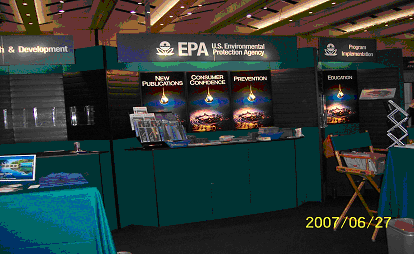 h & Development
EPA U.S. Environmental
Protection Agency
Program
Implementation
NEW
PUBLICATIONS
CONSUMER
CONFIDENCE
PREVENTION
EDUCATION
2007/06/27